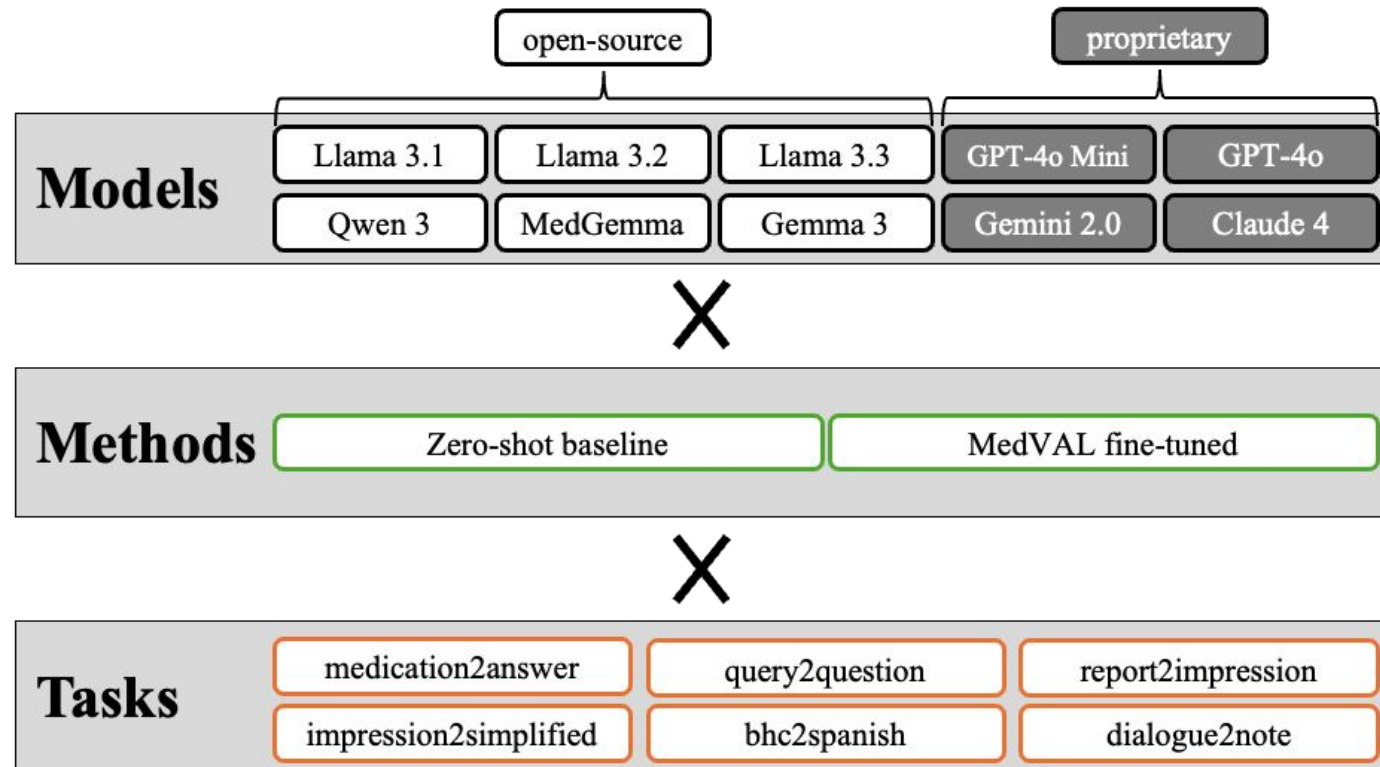 open-source
proprietary
Models
Llama 3.1
Llama 3.2
Llama 3.3
GPT-4o Mini
GPT-4o
Qwen 3
MedGemma
Gemma 3
Gemini 2.0
Claude 4
X
Methods
Zero-shot baseline
MedVAL fine-tuned
X
Tasks
medication2answer
query2question
report2impression
impression2simplified
bhc2spanish
dialogue2note